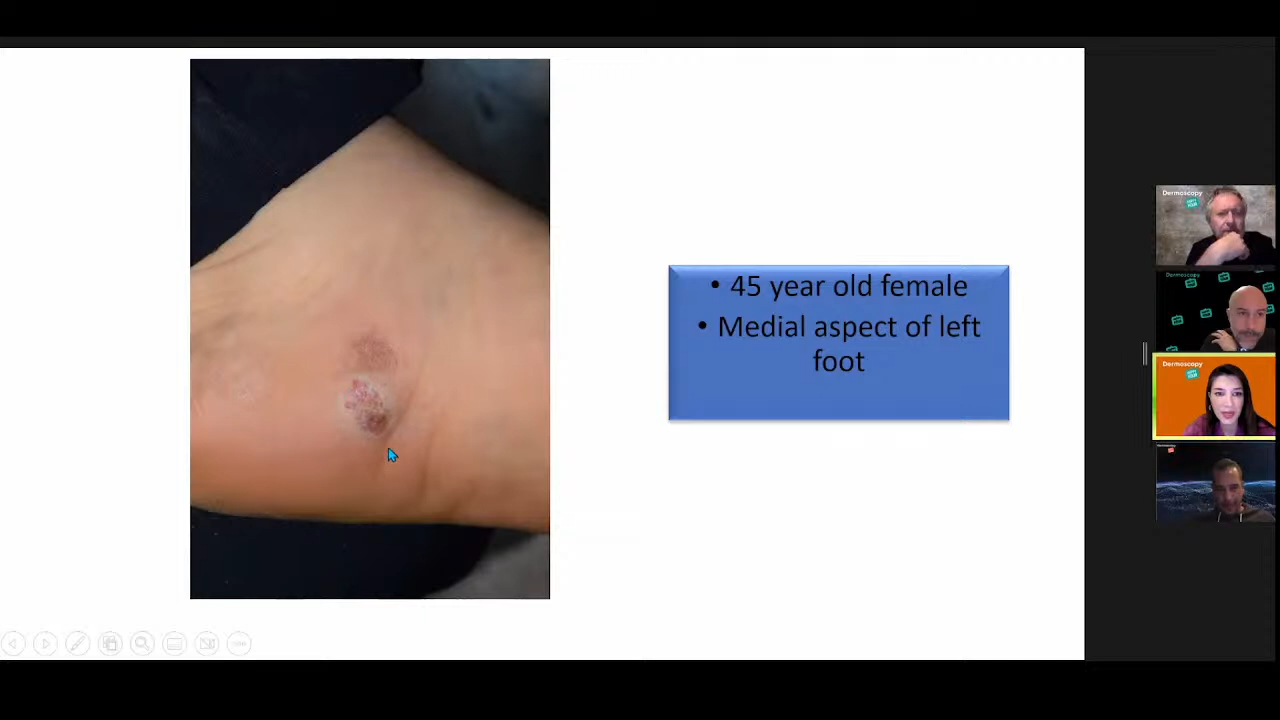 • 45 year old female
• Medial aspect of left
foot
Dermoscopy
Dermoscopy
Dermoscopy